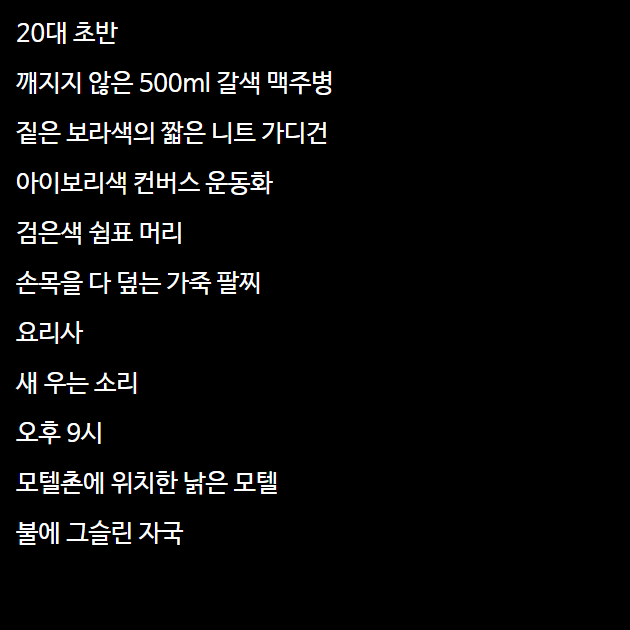 20대 초반
깨지지 않은 500ml 갈색 맥주병
짙은 보라색의 짧은 니트 가디건
아이보리색 컨버스 운동화
검은색 쉼표 머리
손목을 다 덮는 가죽 팔찌
요리사
새 우는 소리
오후 9시
모텔촌에 위치한 낡은 모텔
불에 그슬린 자국